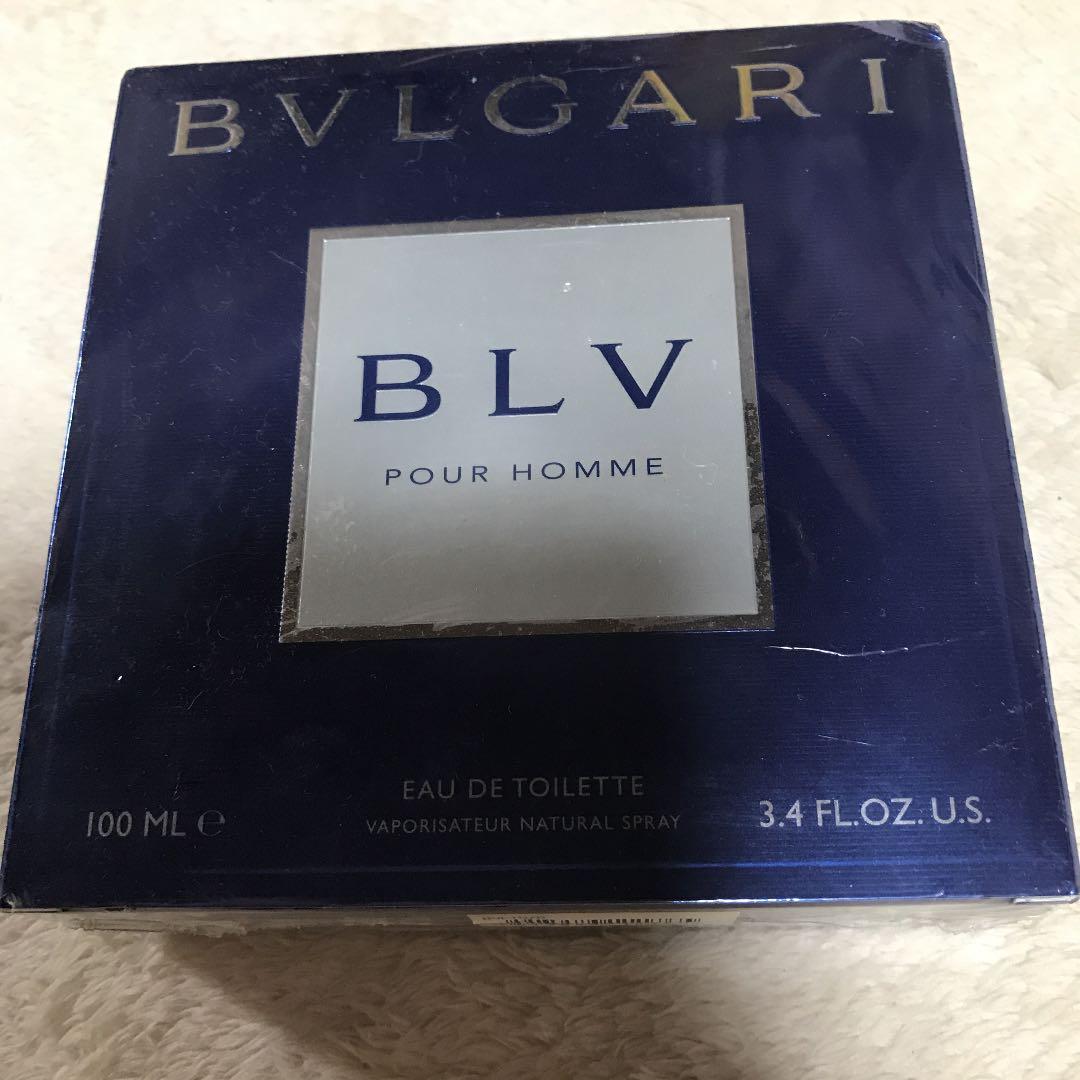 BVLGARI
BLV
POUR HOMME
EAU DE TOILETTE
100 ML ℮
VAPORISATEUR NATURAL SPRAY
3.4 FL.OZ. U.S.